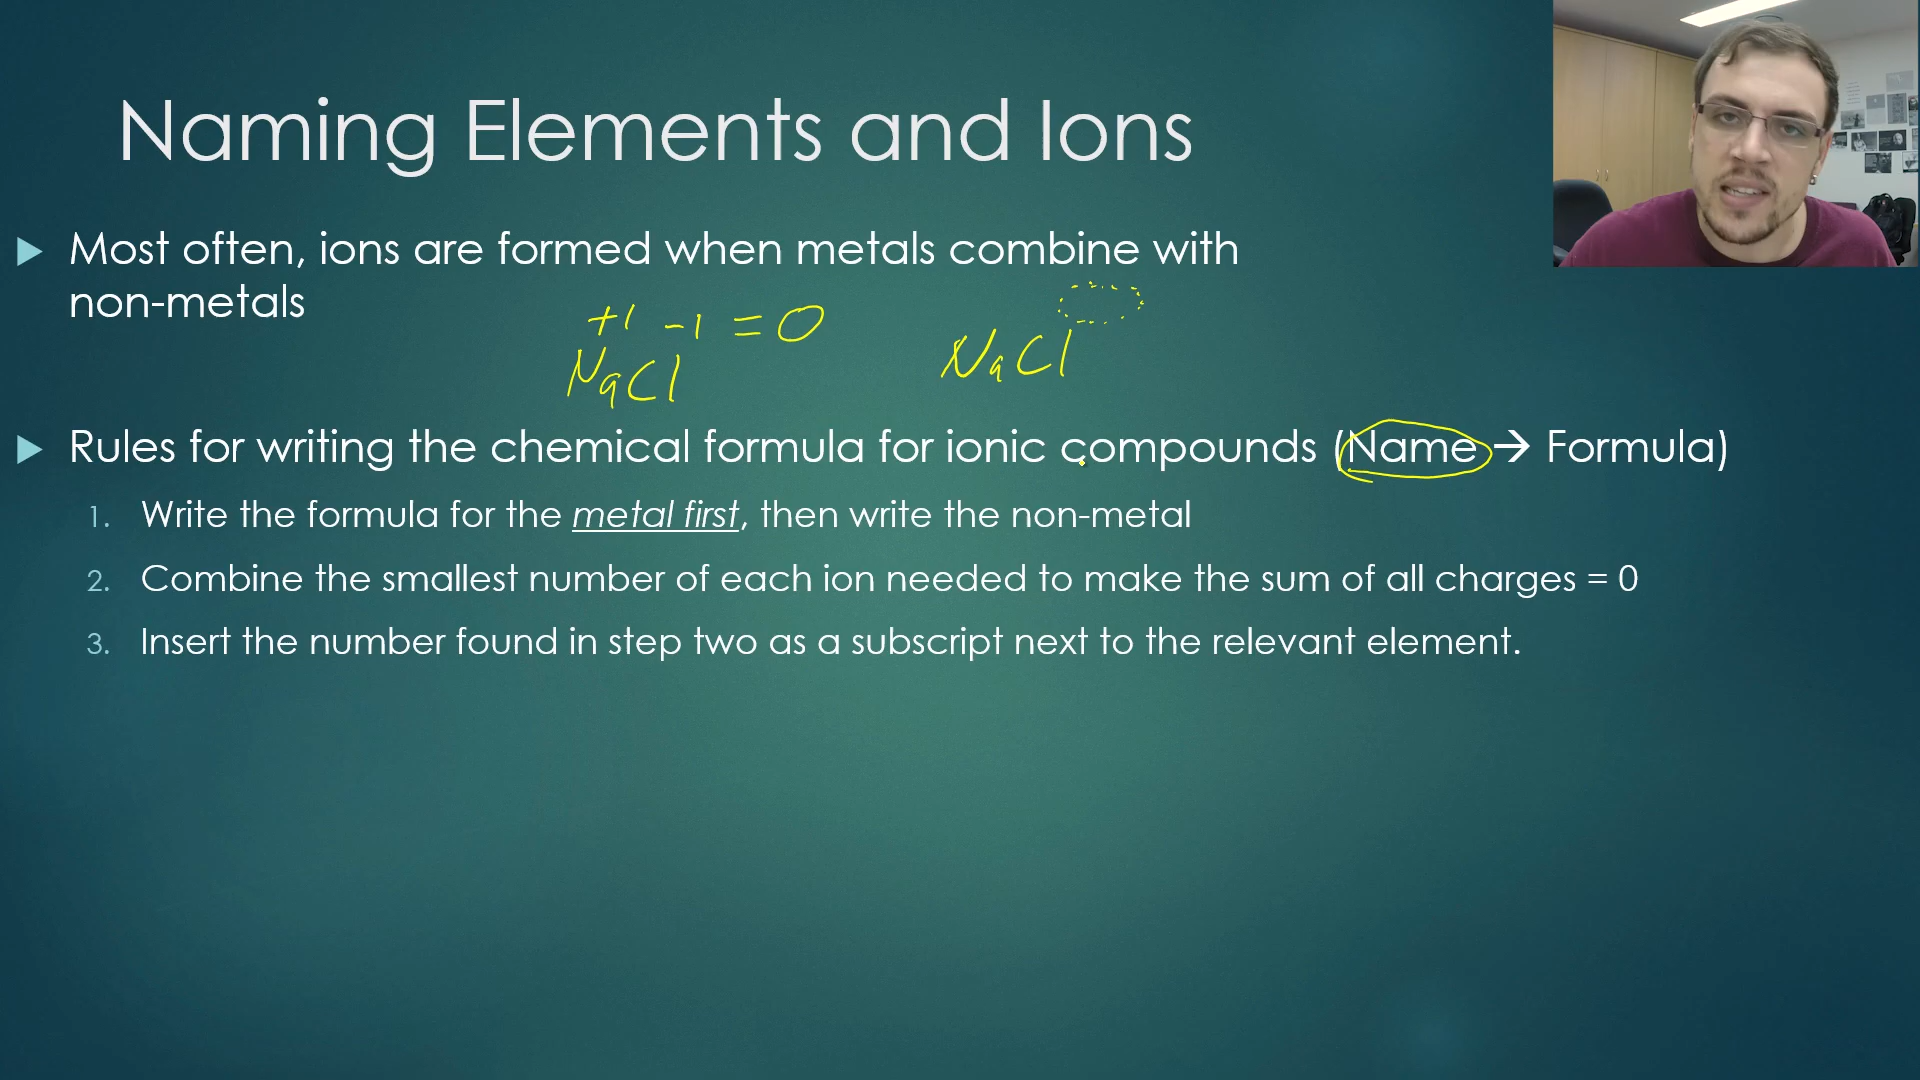 Naming Elements and Ions
Most often, ions are formed when metals combine with
non-metals
+1 -1 = 0
NaCl
NaCl
Rules for writing the chemical formula for ionic compounds (Name → Formula)
1. Write the formula for the metal first, then write the non-metal
2. Combine the smallest number of each ion needed to make the sum of all charges = 0
3. Insert the number found in step two as a subscript next to the relevant element.